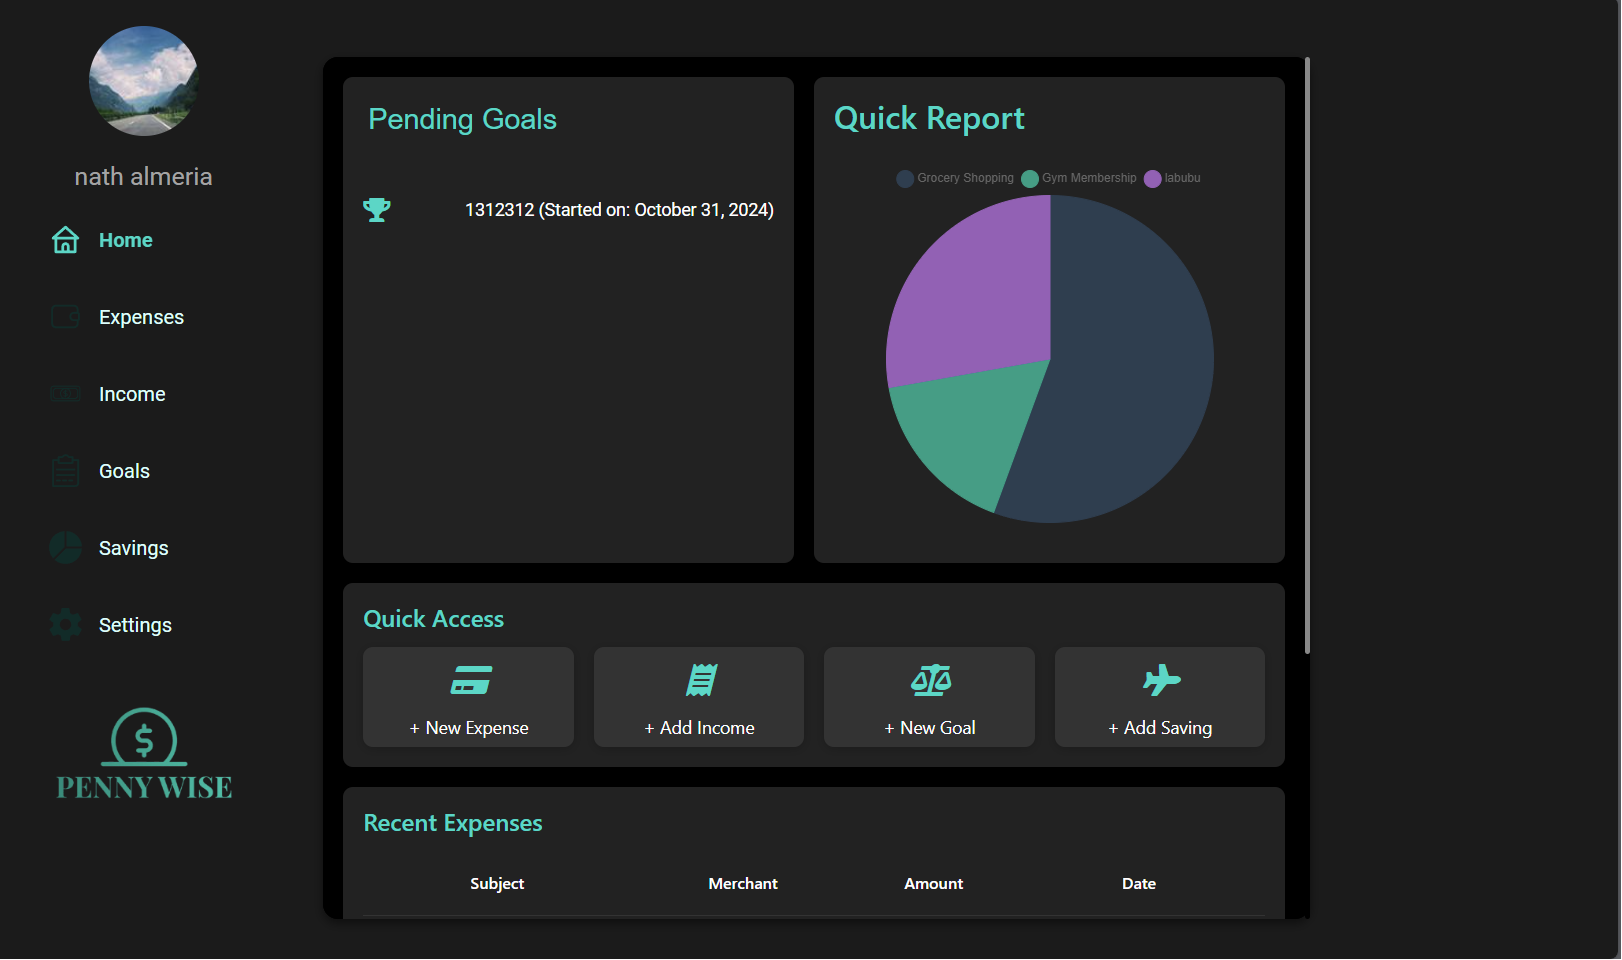 nath almeria
Home
Expenses
Income
Goals
Savings
Settings
$
PENNY WISE
Pending Goals
1312312 (Started on: October 31, 2024)
Quick Report
Grocery Shopping Gym Membership labubu
Quick Access
+ New Expense
+ Add Income
+ New Goal
+ Add Saving
Recent Expenses
Subject Merchant Amount Date